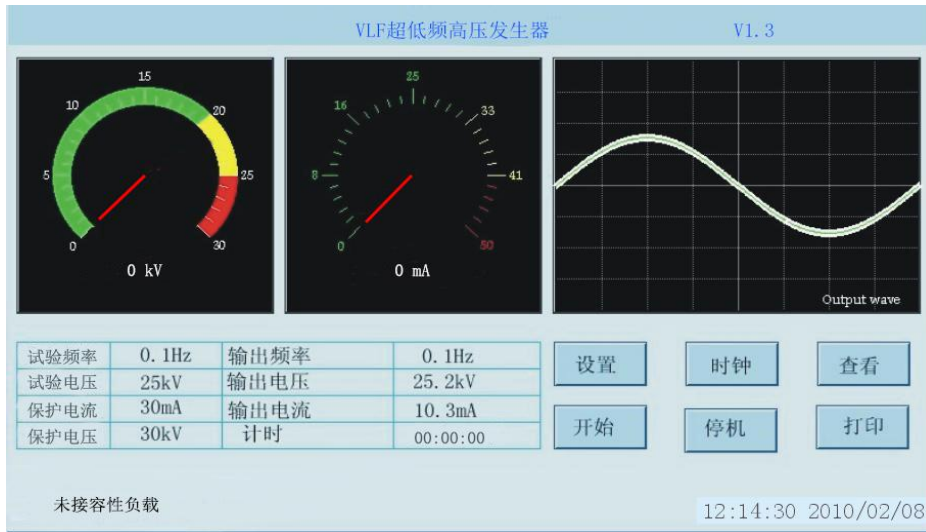 VLF超低频高压发生器 V1.3
15
10 20
5 25
0 30
0 kV
25
16 33
8 41
0 50
0 mA
Output wave
试验频率 0.1Hz 输出频率 0.1Hz
试验电压 25kV 输出电压 25.2kV
保护电流 30mA 输出电流 10.3mA
保护电压 30kV 计时 00:00:00
设置 时钟 查看
开始 停机 打印
未接容性负载
12:14:30 2010/02/08